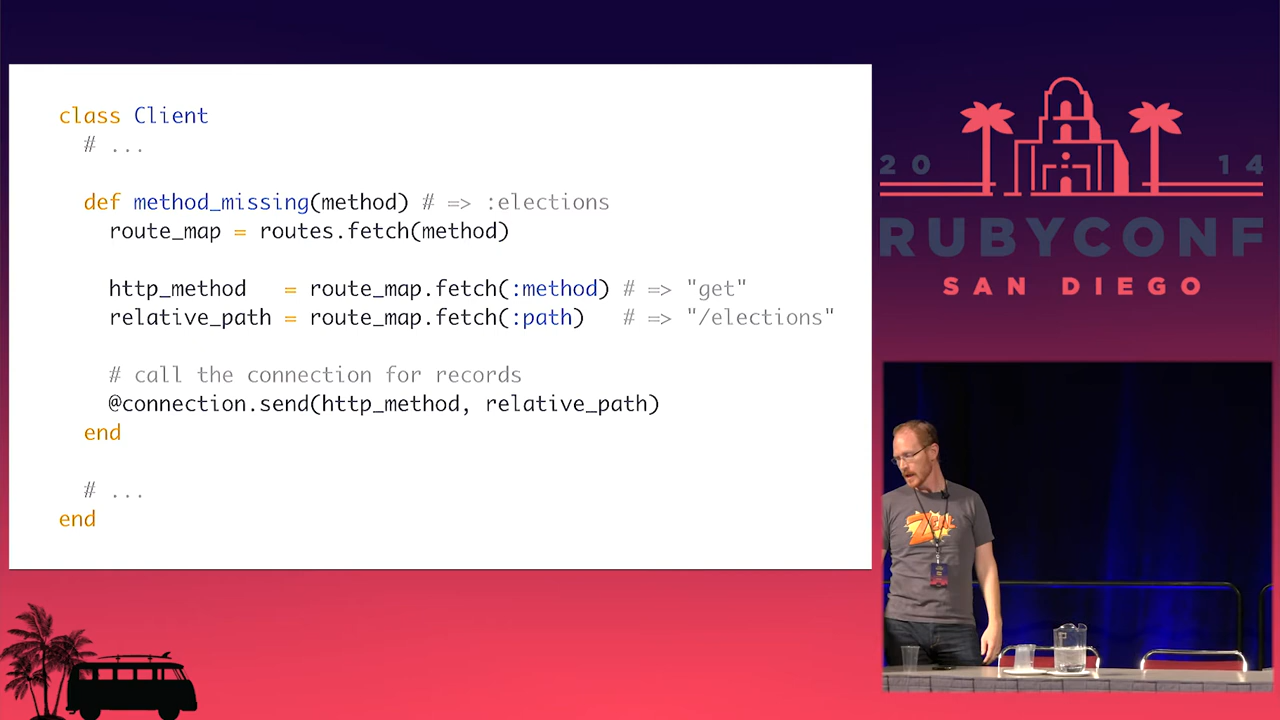 class Client
# ...
def method_missing(method) # => :elections
route_map = routes.fetch(method)
http_method   = route_map.fetch(:method) # => "get"
relative_path = route_map.fetch(:path)   # => "/elections"
# call the connection for records
@connection.send(http_method, relative_path)
end
# ...
end
20 14
RUBYCONF
SAN DIEGO
ZEAL